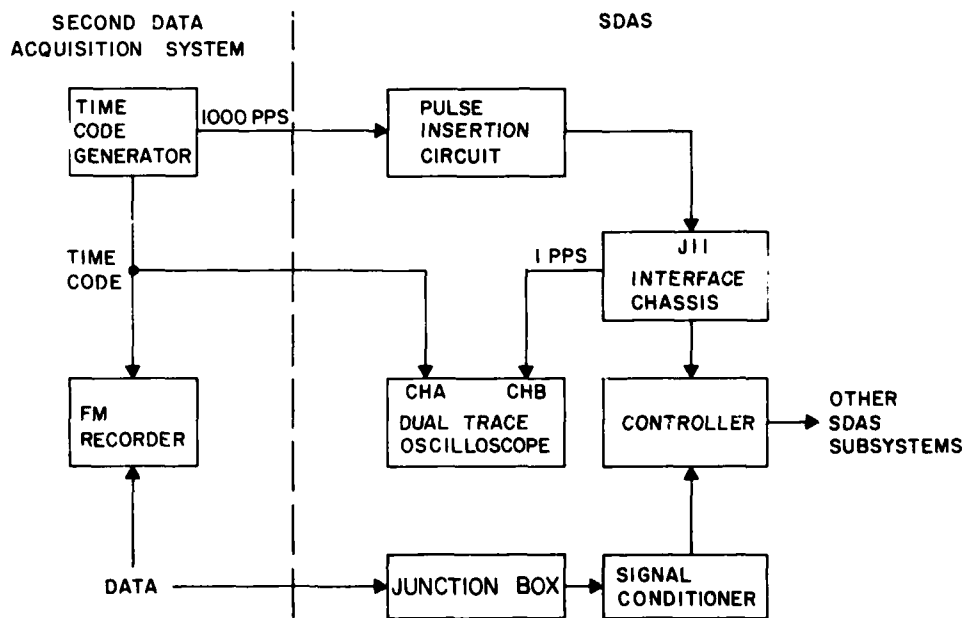 SECOND DATA
ACQUISITION SYSTEM
SDAS
TIME
CODE
GENERATOR
1000 PPS
PULSE
INSERTION
CIRCUIT
TIME
CODE
1 PPS
J11
INTERFACE
CHASSIS
FM
RECORDER
CHA CHB
DUAL TRACE
OSCILLOSCOPE
CONTROLLER
OTHER
SDAS
SUBSYSTEMS
DATA
JUNCTION BOX
SIGNAL
CONDITIONER